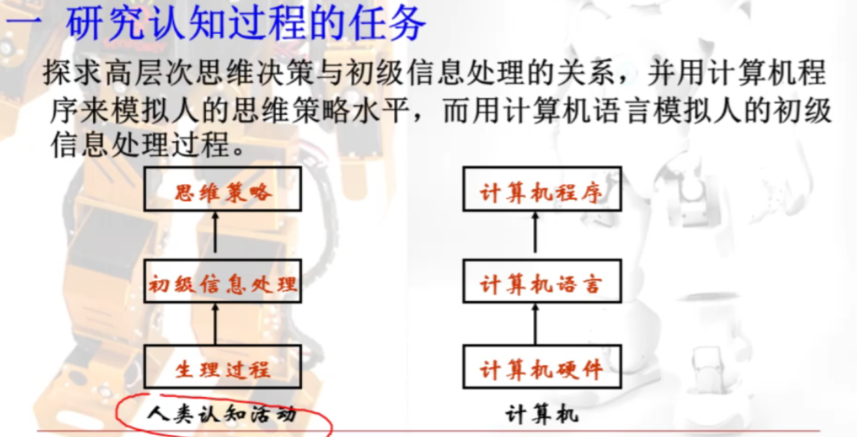 一 研究认知过程的任务
探求高层次思维决策与初级信息处理的关系，并用计算机程
序来模拟人的思维策略水平，而用计算机语言模拟人的初级
信息处理过程。
思维策略
计算机程序
初级信息处理
计算机语言
生理过程
计算机硬件
人类认知活动
计算机